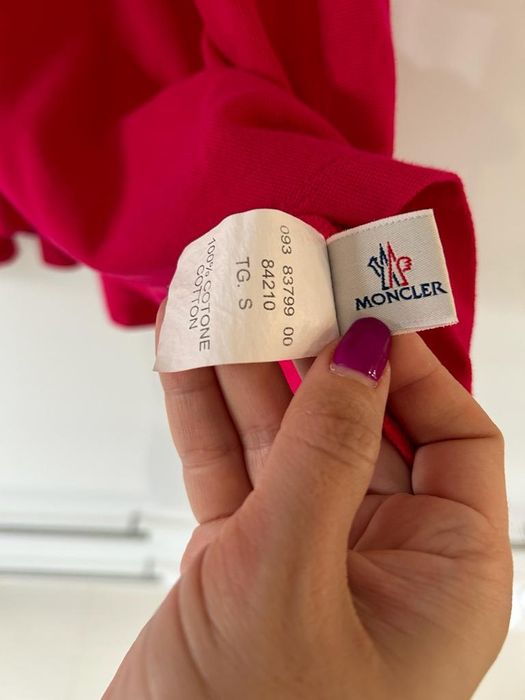 093 83799 00
84210
TG. S
100% COTONE
COTTON
MONCLER